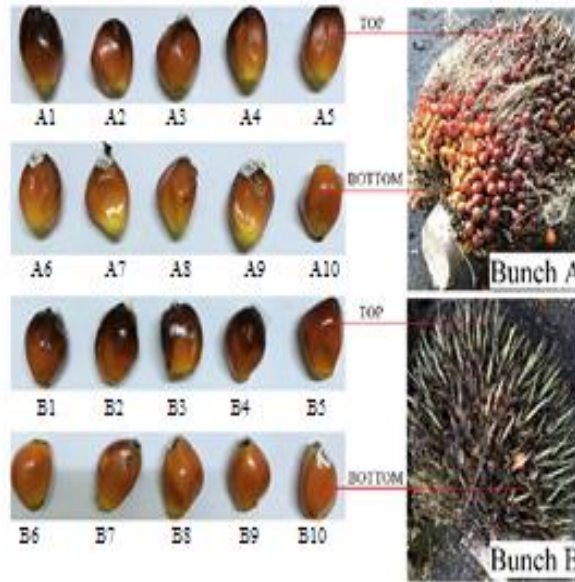 TOP
A1 A2 A3 A4 A5
BOTTOM
A6 A7 A8 A9 A10
Bunch A
TOP
B1 B2 B3 B4 B5
BOTTOM
B6 B7 B8 B9 B10
Bunch B